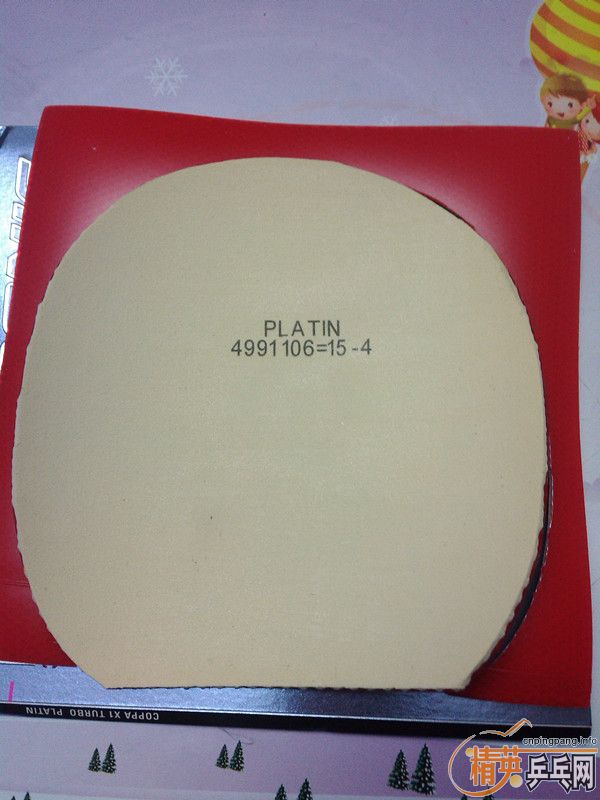 PLATIN
4991106=15-4
COPPA X1 TURBO PLATIN
cnpingpang.info
精英乒乓网